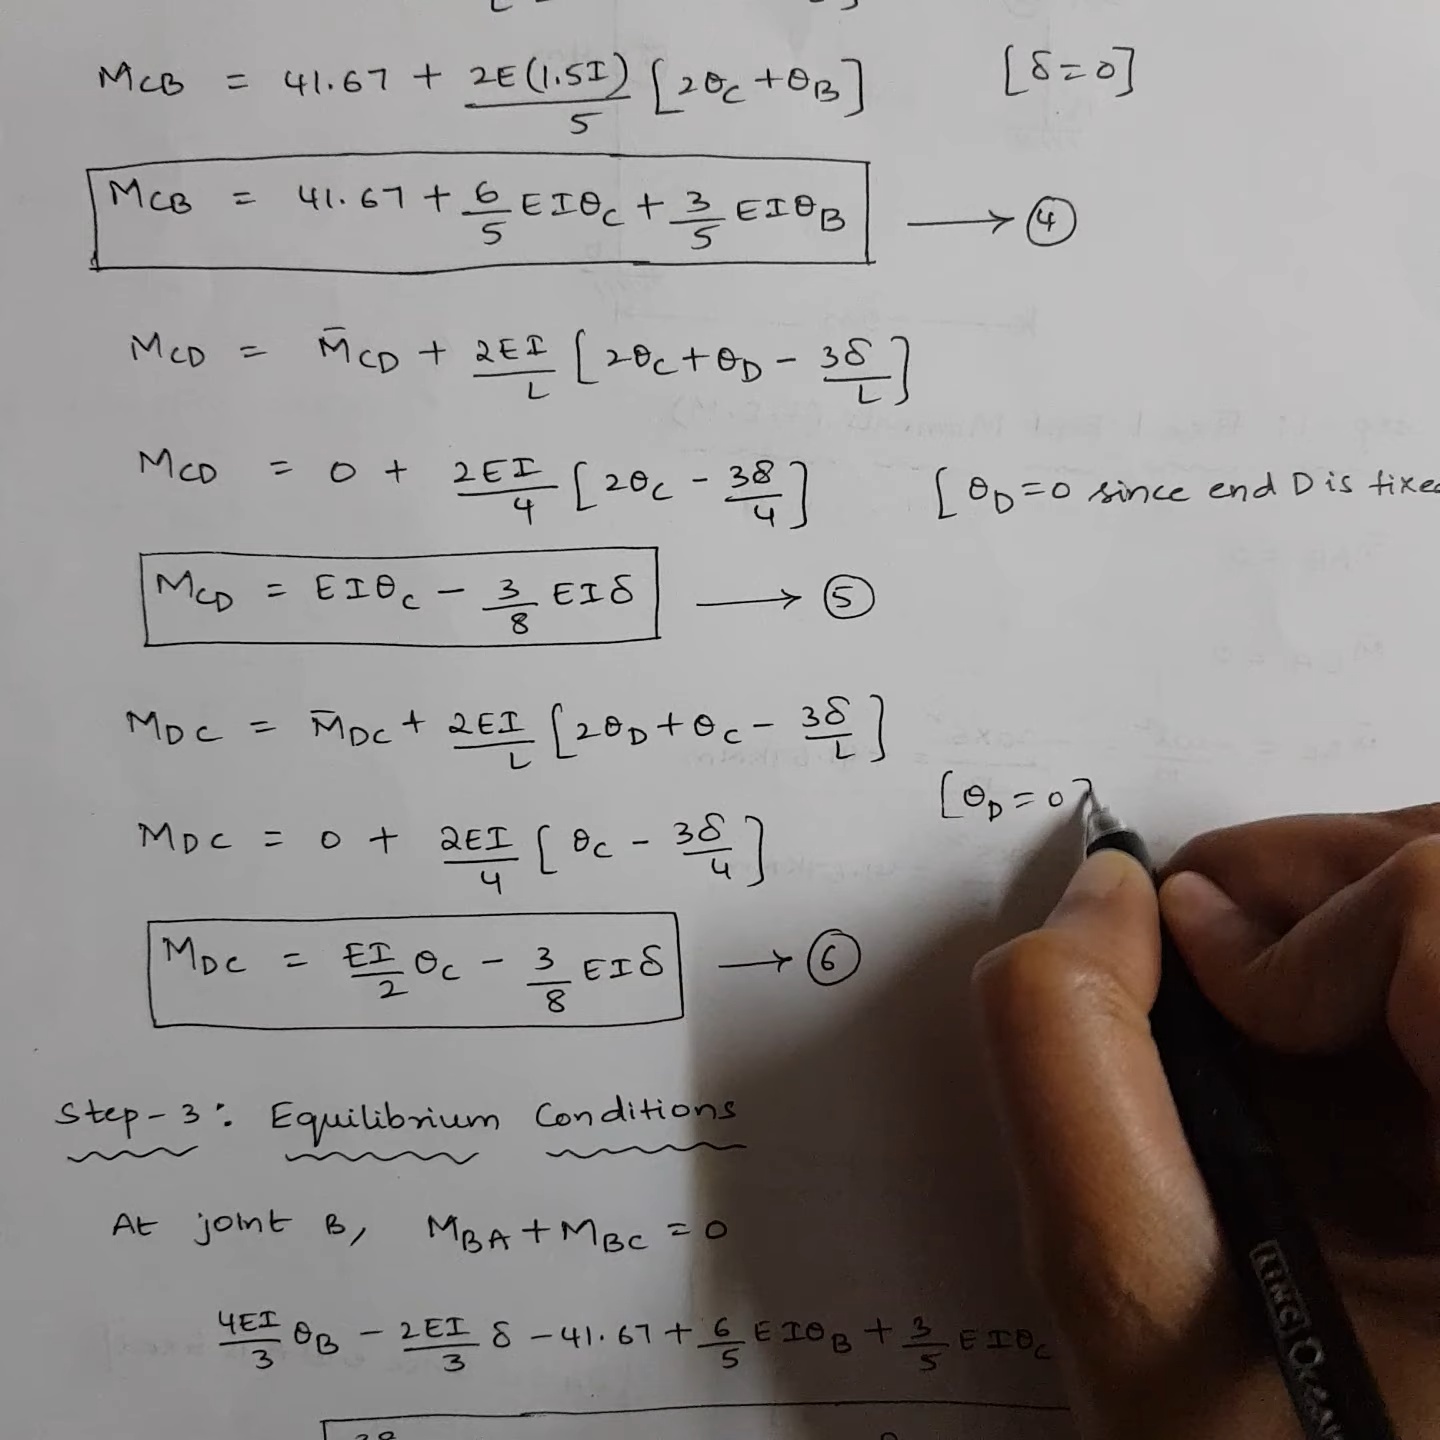 MCB = 41.67 + 2E(1.5I)/5 [2θC + θB] [δ=0]
MCB = 41.67 + 6/5 EIθC + 3/5 EIθB → ④
MCD = M̄CD + 2EI/L [2θC + θD - 3δ/L]
MCD = 0 + 2EI/4 [2θC - 3δ/4] [θD=0 since end D is fixed
MCD = EIθC - 3/8 EIδ → ⑤
MDC = M̄DC + 2EI/L [2θD + θC - 3δ/L]
[θD=0]
MDC = 0 + 2EI/4 [θC - 3δ/4]
MDC = EI/2 θC - 3/8 EIδ → ⑥
Step-3: Equilibrium Conditions
At joint B, MBA + MBC = 0
4EI/3 θB - 2EI/3 δ - 41.67 + 6/5 EIθB + 3/5 EIθC
LINC Ocean